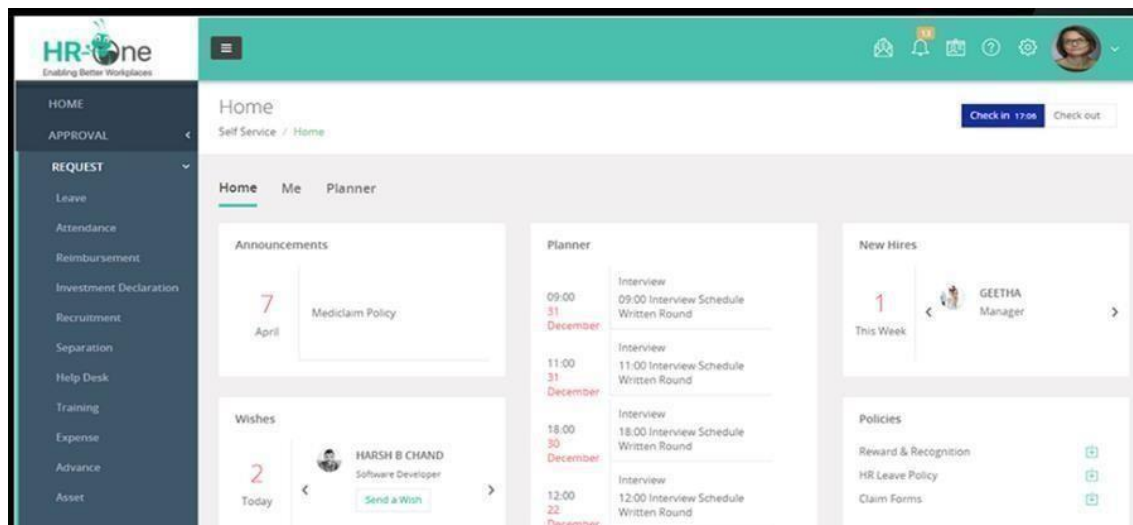 HR-One
Enabling Better Workplaces
13
HOME
APPROVAL
REQUEST
Leave
Attendance
Reimbursement
Investment Declaration
Recruitment
Separation
Help Desk
Training
Expense
Advance
Asset
Home
Self Service / Home
Check in 17:06
Check out
Home Me Planner
Announcements
7
April
Mediclaim Policy
Wishes
2
Today
HARSH B CHAND
Software Developer
Send a Wish
Planner
09:00
31
December
Interview
09:00 Interview Schedule
Written Round
11:00
31
December
Interview
11:00 Interview Schedule
Written Round
18:00
30
December
Interview
18:00 Interview Schedule
Written Round
12:00
22
December
Interview
12:00 Interview Schedule
Written Round
New Hires
1
This Week
GEETHA
Manager
Policies
Reward & Recognition
HR Leave Policy
Claim Forms